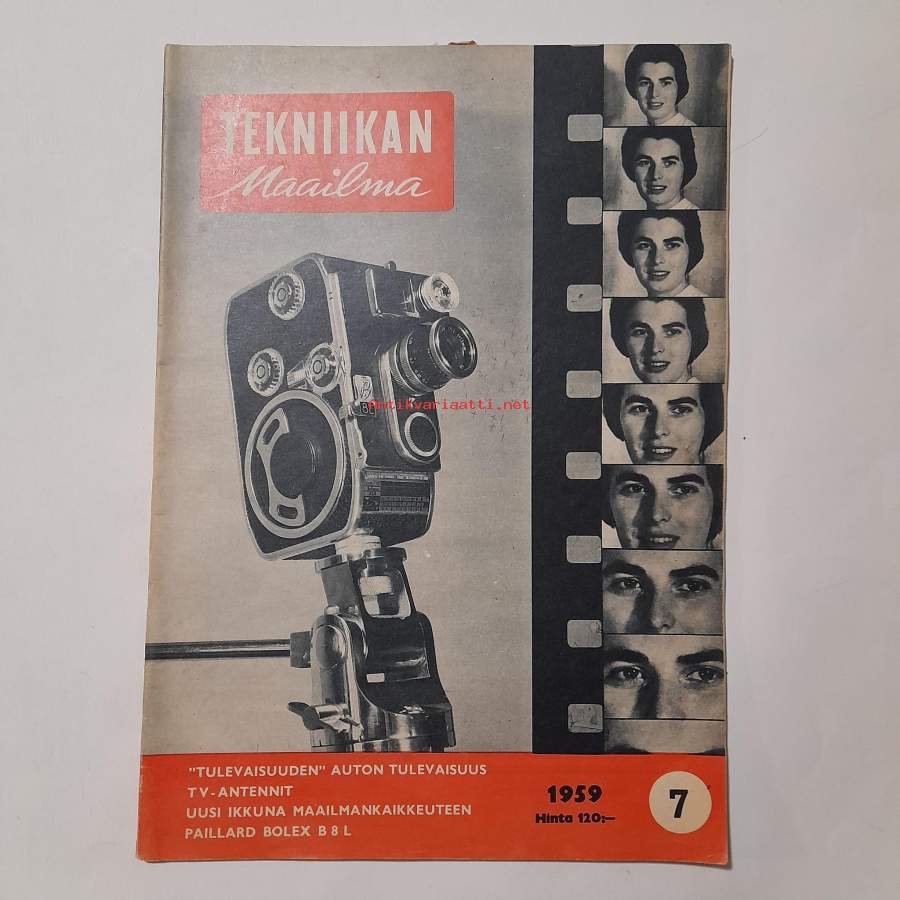 TEKNIIKAN
Maailma
B
8
Antikvariaatti.net
"TULEVAISUUDEN" AUTON TULEVAISUUS
TV-ANTENNIT
UUSI IKKUNA MAAILMANKAIKKEUTEEN
PAILLARD BOLEX B 8 L
1959
Hinta 120:—
7